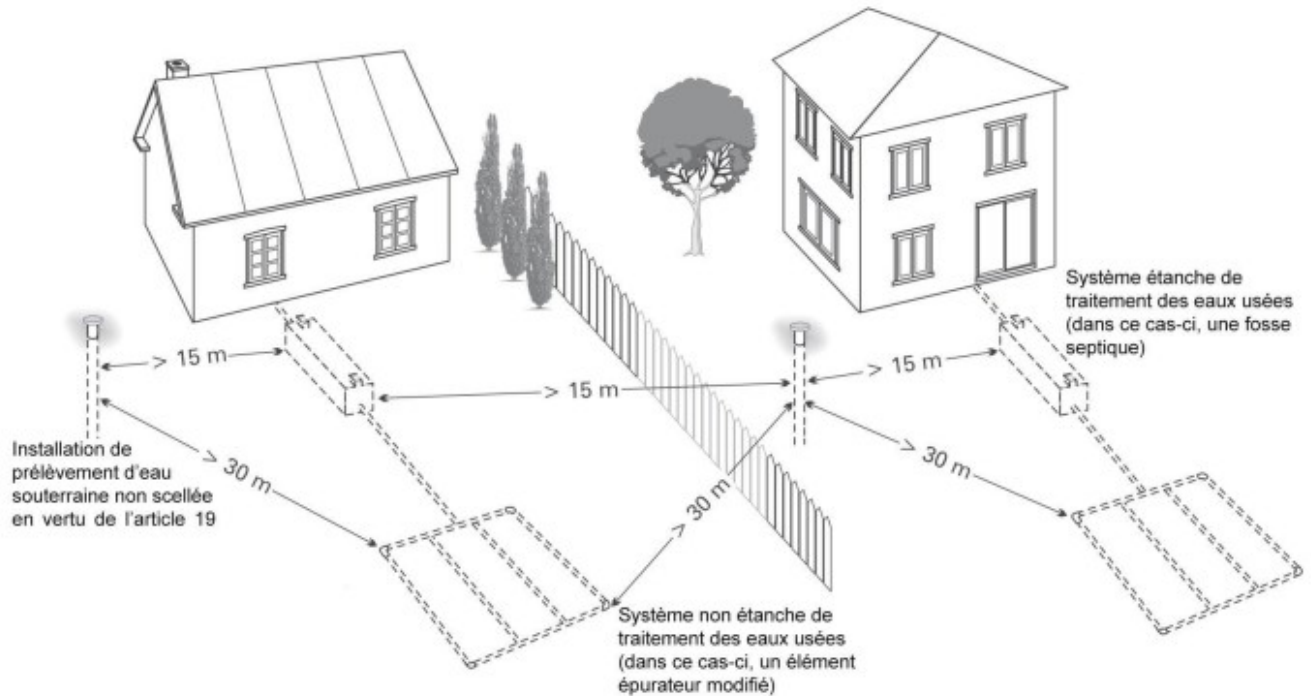 Système étanche de
traitement des eaux usées
(dans ce cas-ci, une fosse
septique)
> 15 m
> 15 m
> 15 m
Installation de
prélèvement d'eau
souterraine non scellée
en vertu de l'article 19
> 30 m
> 30 m
> 30 m
Système non étanche de
traitement des eaux usées
(dans ce cas-ci, un élément
épurateur modifié)